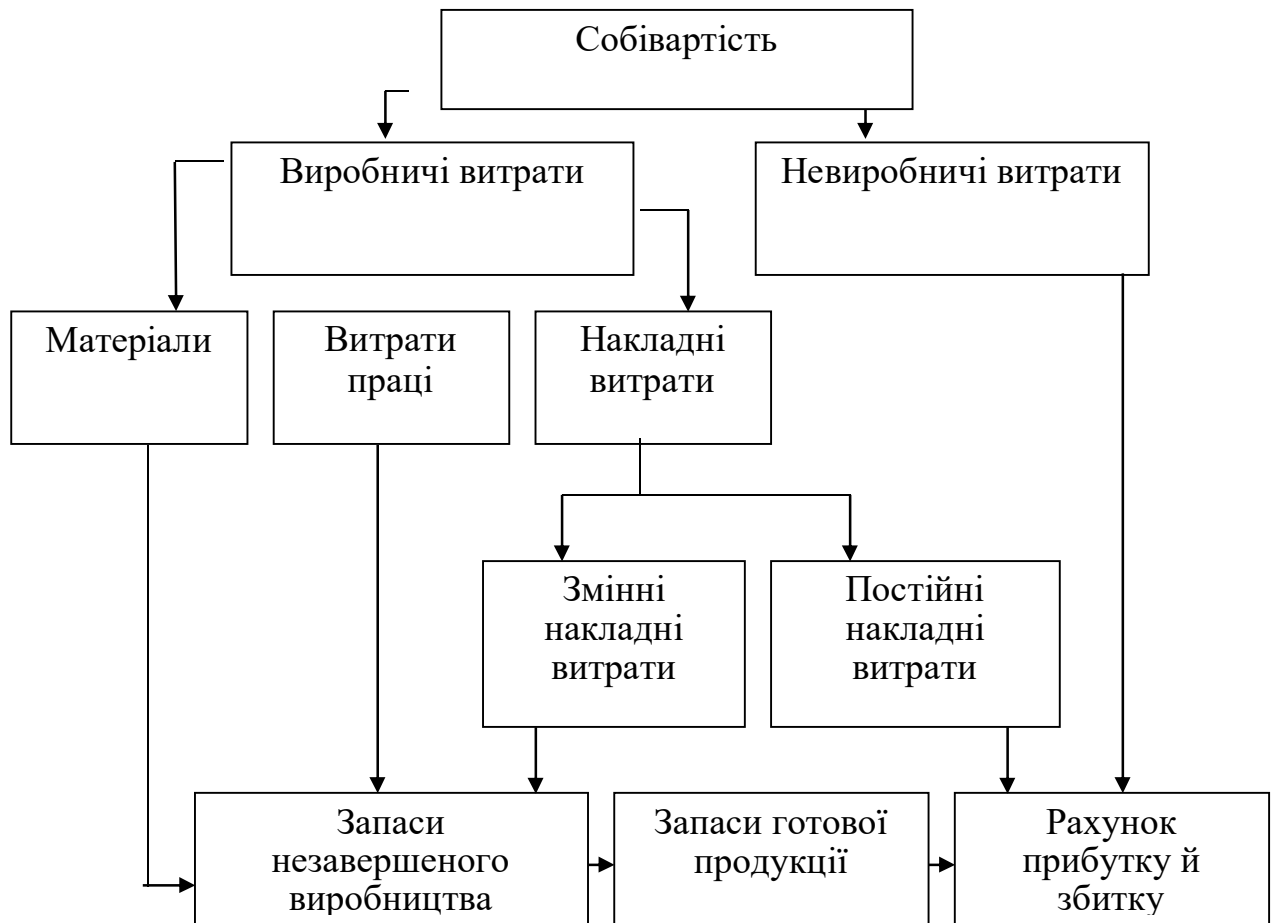 Собівартість
Виробничі витрати
Невиробничі витрати
Матеріали
Витрати
праці
Накладні
витрати
Змінні
накладні
витрати
Постійні
накладні
витрати
Запаси
незавершеного
виробництва
Запаси готової
продукції
Рахунок
прибутку й
збитку